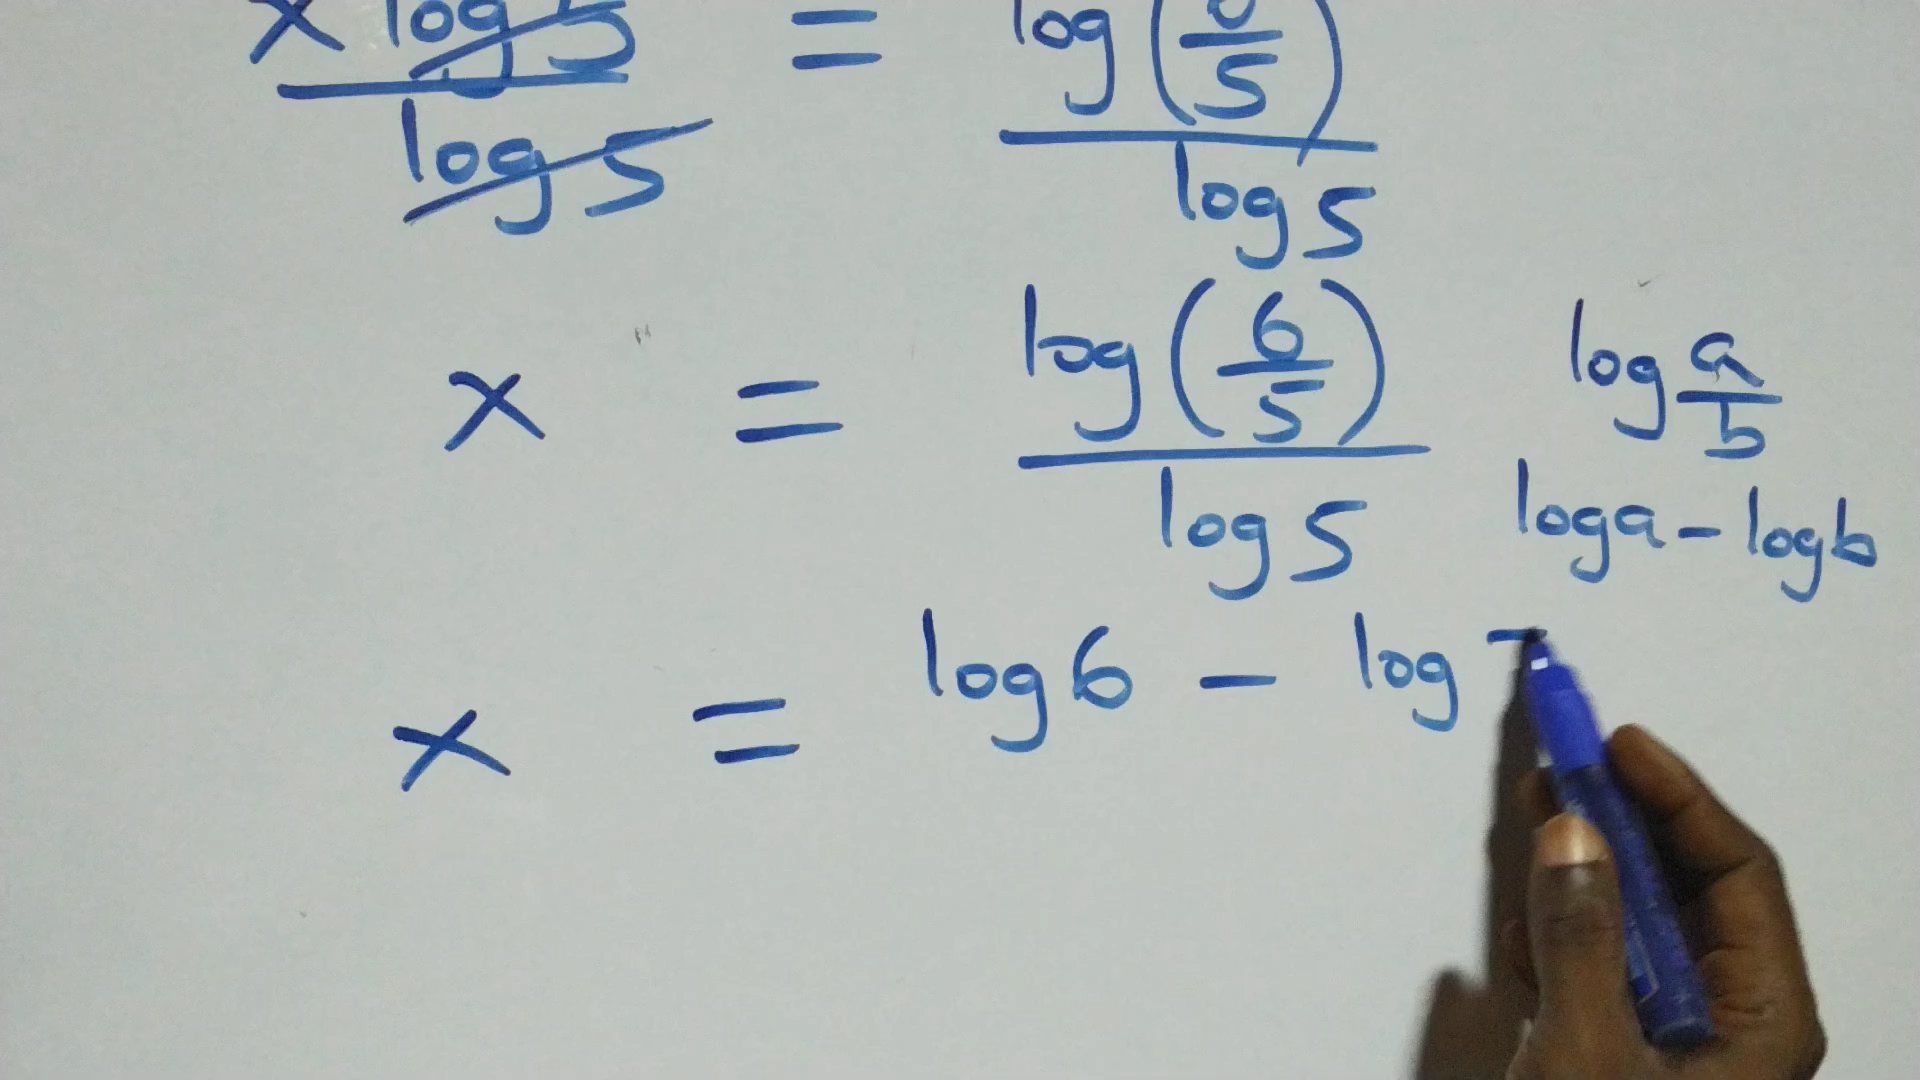 x log 5 / log 5 = log(6/5) / log 5
x = log(6/5) / log 5
log a/b
log a - log b
x = log 6 - log